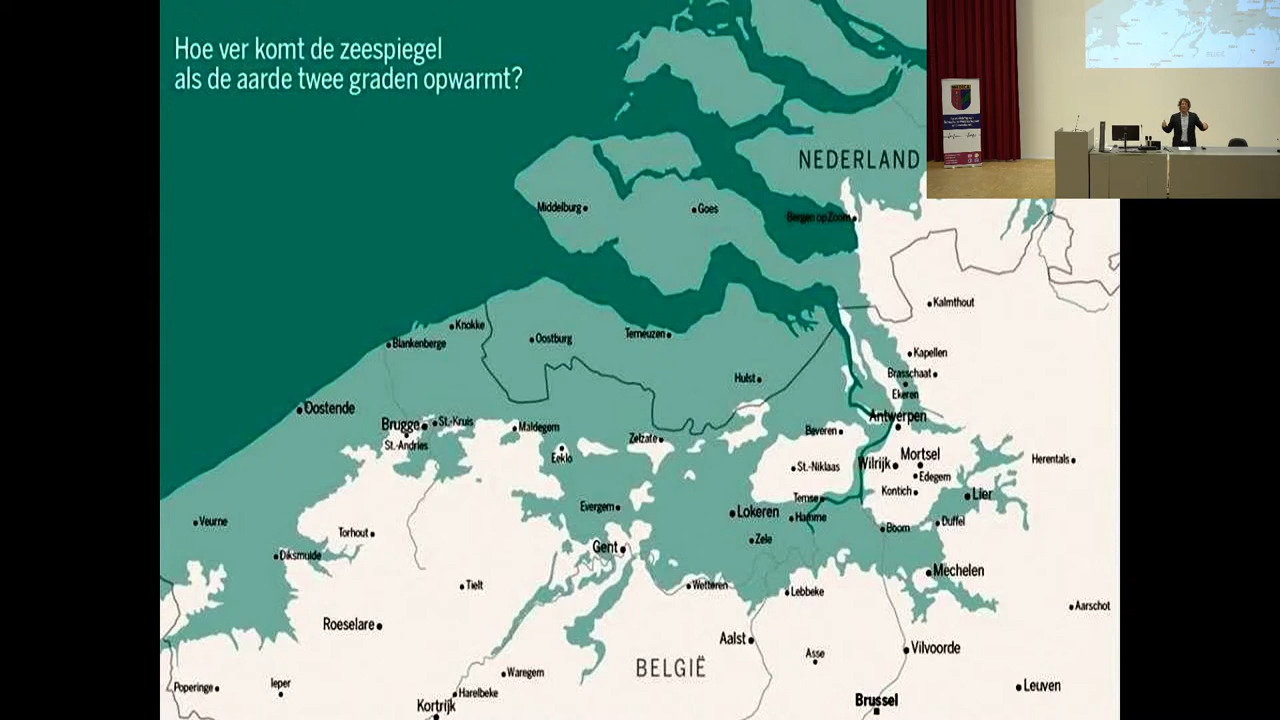 Hoe ver komt de zeespiegel
als de aarde twee graden opwarmt?
NEDERLAND
Middelburg
Goes
Bergen op Zoom
Kalmthout
Knokke
Blankenberge
Oostburg
Terneuzen
Kapellen
Brasschaat
Hulst
Ekeren
Oostende
Antwerpen
Brugge
St.-Kruis
Maldegem
Beveren
St.-Andries
Zelzate
Eeklo
Mortsel
Wilrijk
St.-Niklaas
Herentals
Edegem
Kontich
Lier
Temse
Evergem
Lokeren
Hamme
Veurne
Duffel
Boom
Torhout
Zele
Gent
Diksmuide
Mechelen
Tielt
Wetteren
Lebbeke
Aarschot
Roeselare
Aalst
Vilvoorde
Asse
BELGIË
Waregem
Poperinge
Ieper
Leuven
Harelbeke
Brussel
Kortrijk